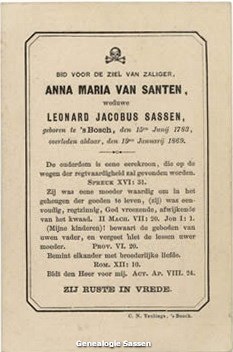 BID VOOR DE ZIEL VAN ZALIGER,
ANNA MARIA VAN SANTEN,
weduwe
LEONARD JACOBUS SASSEN,
geboren te 'sBosch, den 15den Junij 1783,
overleden aldaar, den 19den Januarij 1869.
De ouderdom is eene eerekroon, die op de
wegen der regtvaardigheid zal gevonden worden.
SPREUK XVI: 31.
Zij was eene moeder waardig om in het
geheugen der goeden te leven, (zij) was een-
voudig, regtzinnig, God vreezende, afwijkende
van het kwaad. II MACH. VII: 20. JOB I: 1.
(Mijne kinderen)! bewaart de geboden van
uwen vader, en vergeet niet de lessen uwer
moeder. PROV. VI. 20.
Bemint elkander met broederlijke liefde.
ROM. XII: 10.
Bidt den Heer voor mij. ACT. AP. VIII. 24.
ZIJ RUSTE IN VREDE.
C. N. Teulings, 'sBosch.
Genealogie Sassen